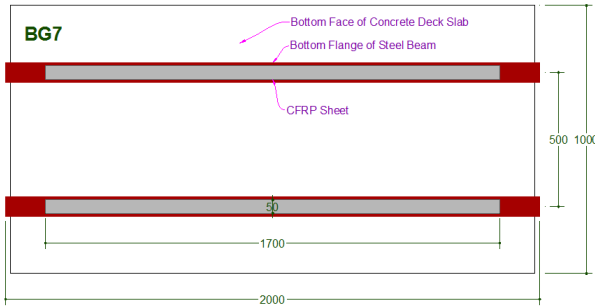 Bottom Face of Concrete Deck Slab
BG7
Bottom Flange of Steel Beam
CFRP Sheet
500
1000
50
1700
2000